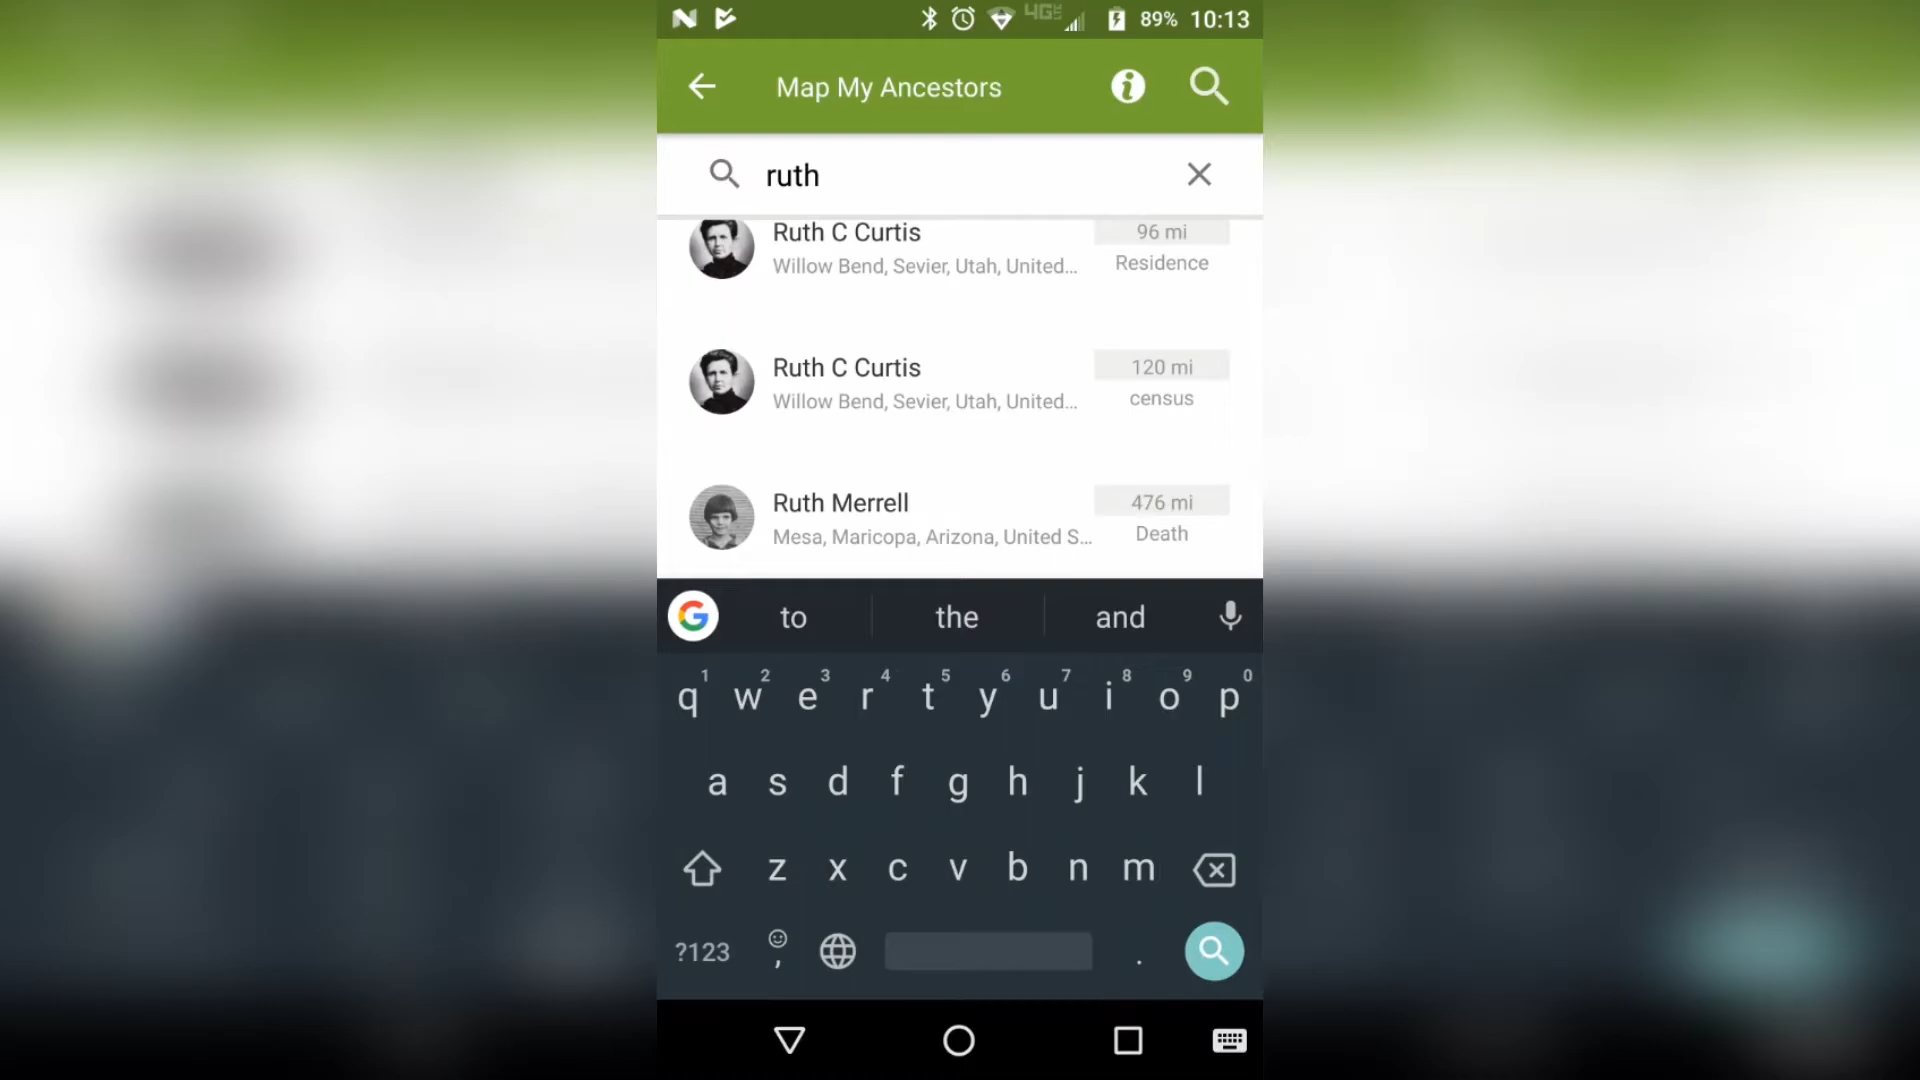 4G LTE 89% 10:13
Map My Ancestors
ruth
Ruth C Curtis 96 mi
Willow Bend, Sevier, Utah, United... Residence
Ruth C Curtis 120 mi
Willow Bend, Sevier, Utah, United... census
Ruth Merrell 476 mi
Mesa, Maricopa, Arizona, United S... Death
G to the and
1 2 3 4 5 6 7 8 9 0
q w e r t y u i o p
a s d f g h j k l
z x c v b n m
?123 , .